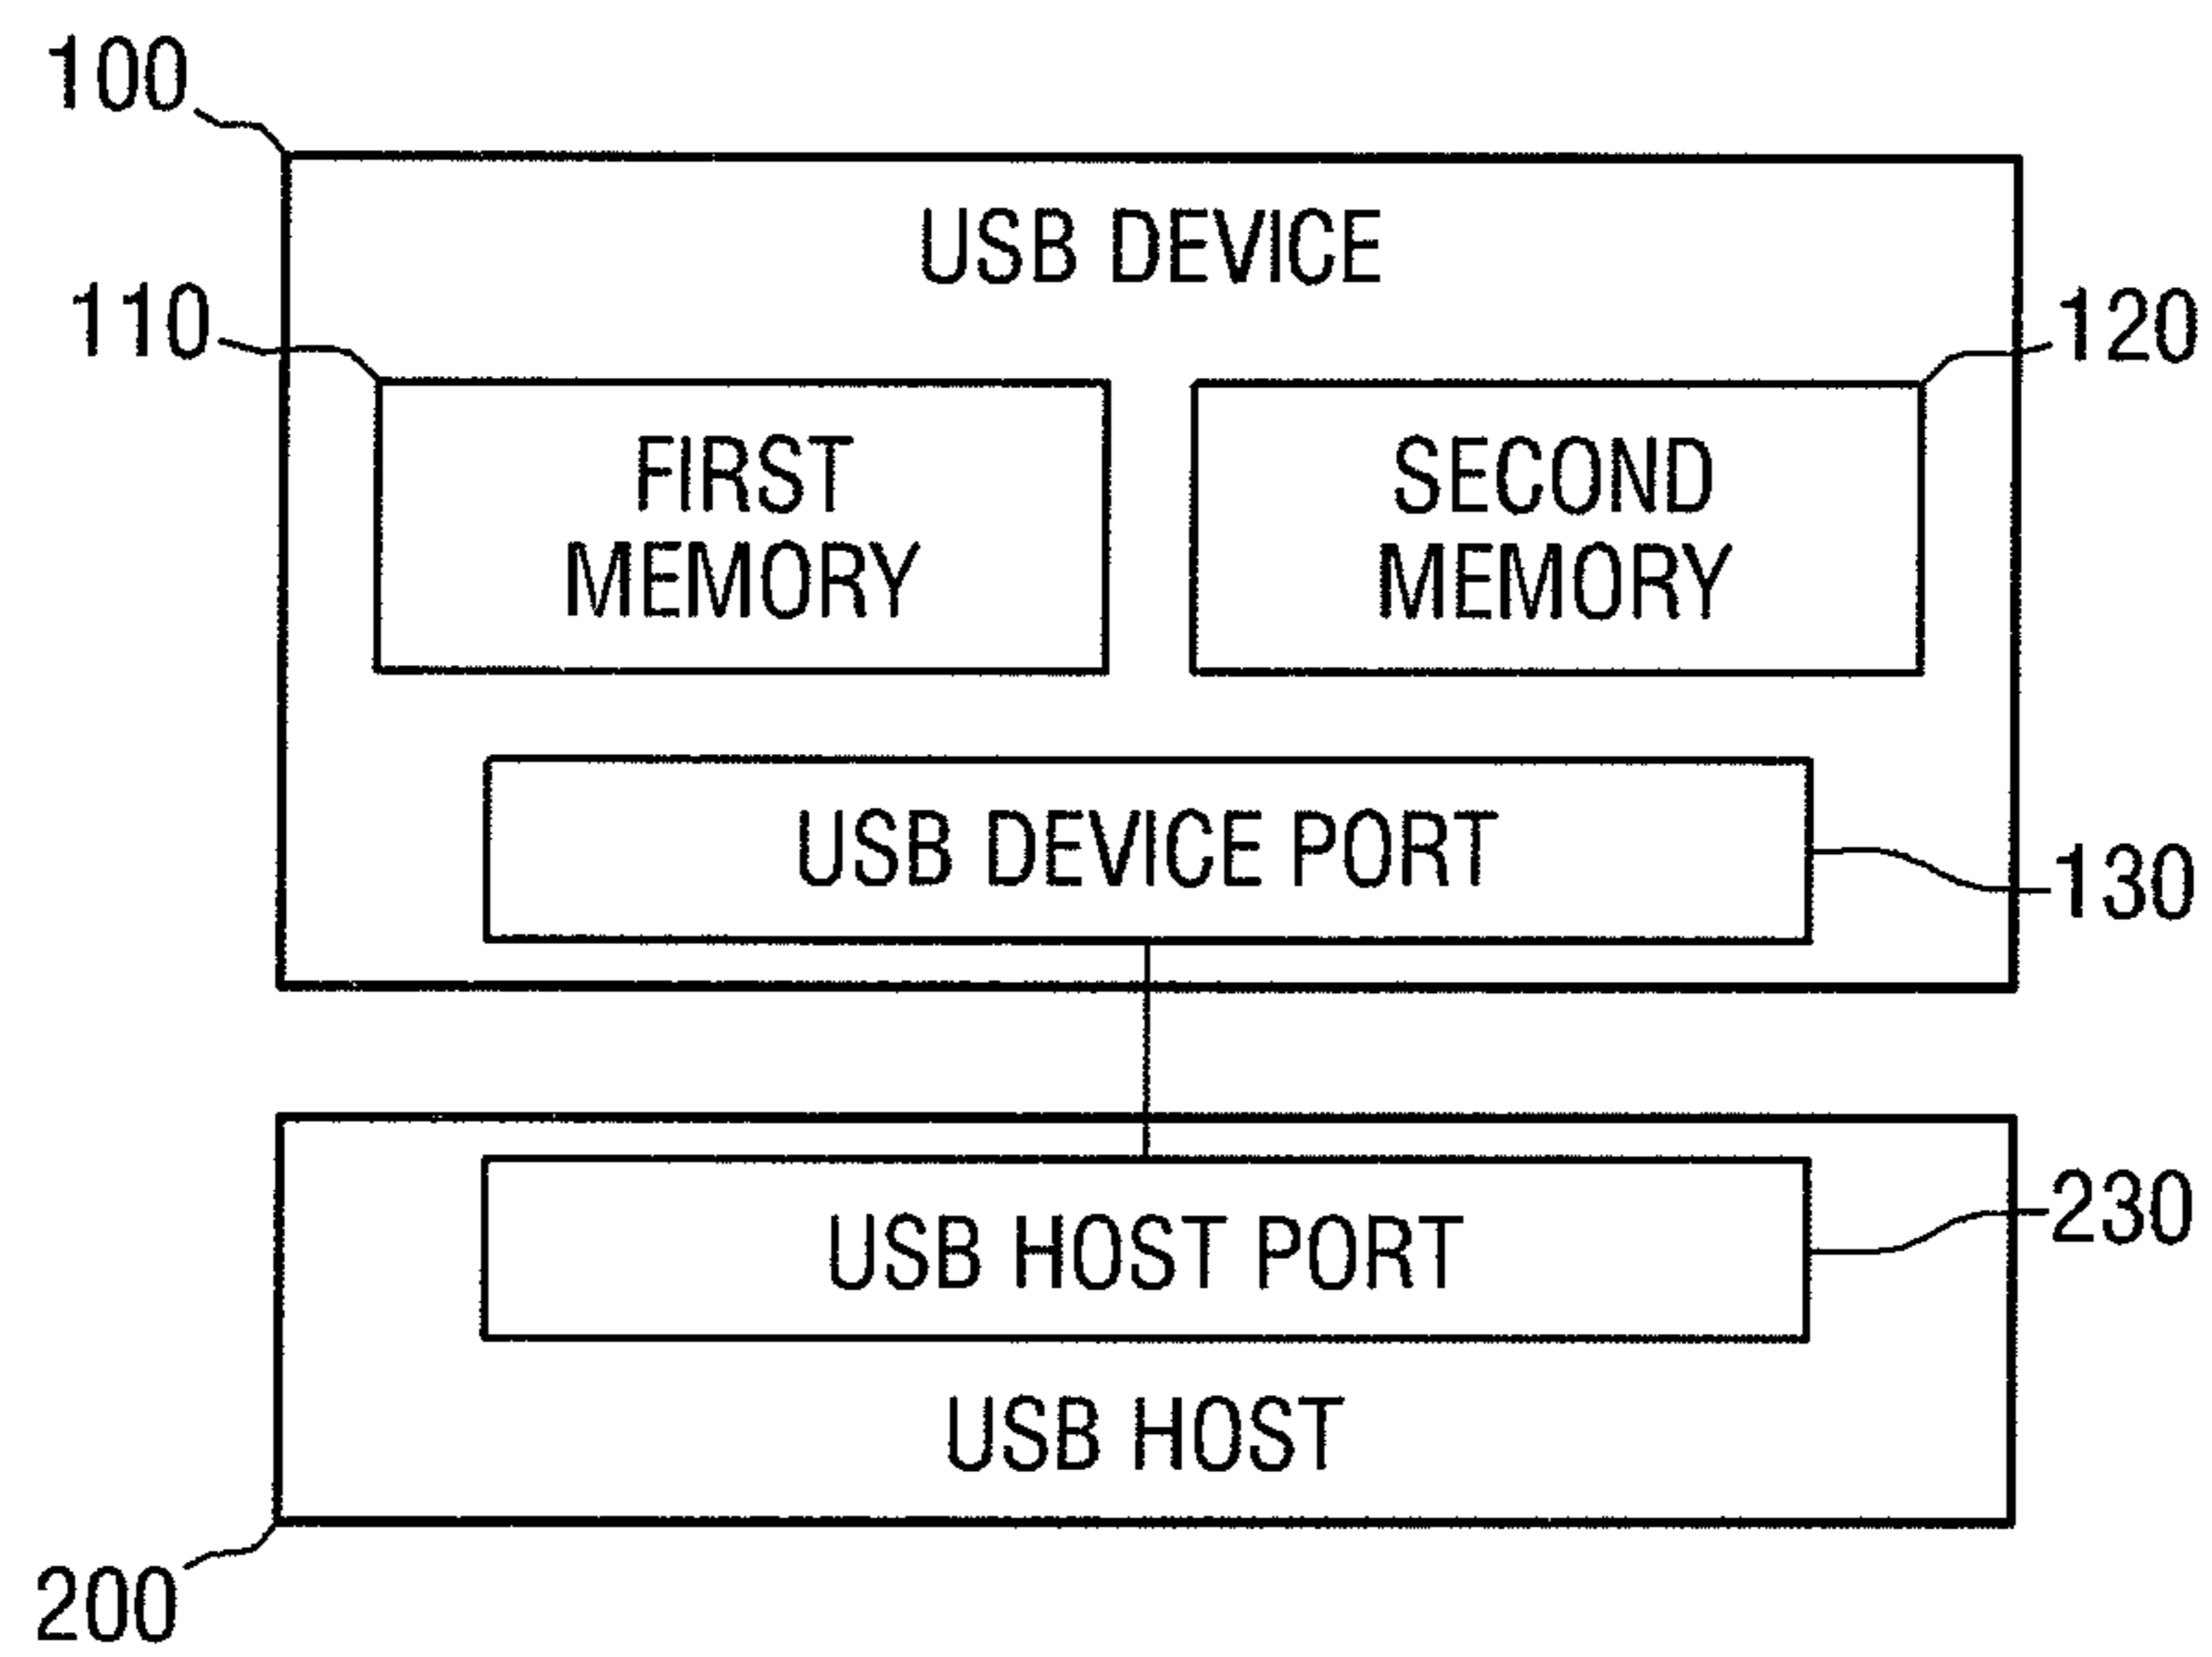 100
USB DEVICE
110
120
FIRST
MEMORY
SECOND
MEMORY
USB DEVICE PORT
130
USB HOST PORT
230
USB HOST
200